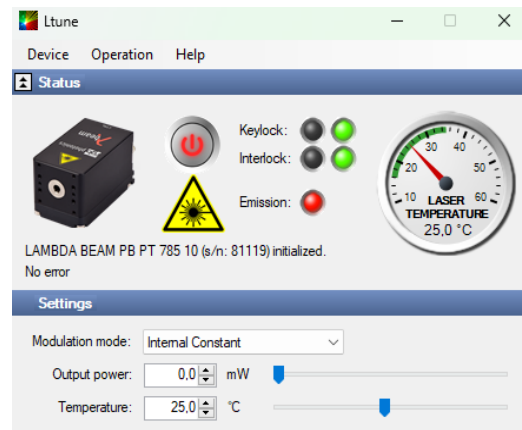 Ltune
Device Operation Help
Status
Keylock:
Interlock:
Emission:
10 20 30 40 50 60
LASER
TEMPERATURE
25,0 °C
LAMBDA BEAM PB PT 785 10 (s/n: 81119) initialized.
No error
Settings
Modulation mode: Internal Constant
Output power: 0,0 mW
Temperature: 25,0 °C